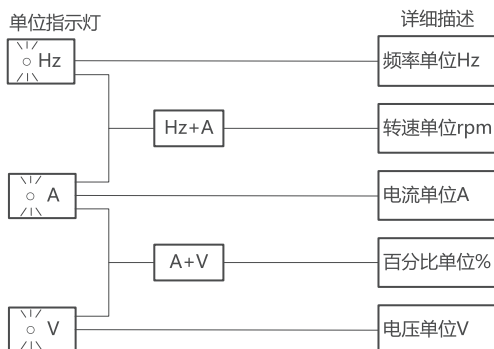 单位指示灯
详细描述
Hz
频率单位Hz
Hz+A
转速单位rpm
A
电流单位A
A+V
百分比单位%
V
电压单位V